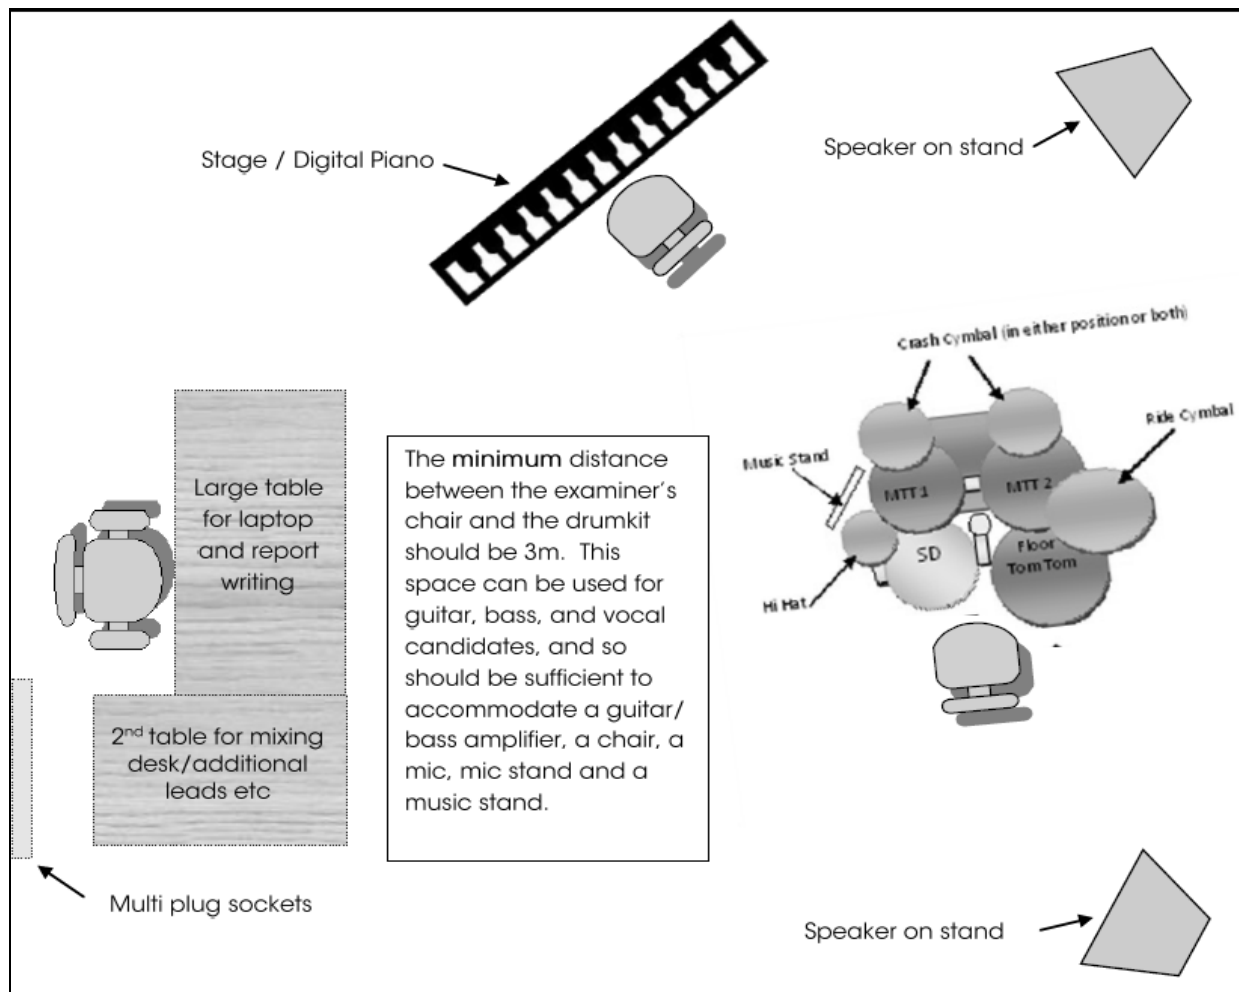 Stage / Digital Piano
Speaker on stand
Crash Cymbal (in either position or both)
Ride Cymbal
Music Stand
MTT 1
MTT 2
SD
Floor
Tom Tom
Hi Hat
Large table
for laptop
and report
writing
The minimum distance
between the examiner's
chair and the drumkit
should be 3m. This
space can be used for
guitar, bass, and vocal
candidates, and so
should be sufficient to
accommodate a guitar/
bass amplifier, a chair, a
mic, mic stand and a
music stand.
2nd table for mixing
desk/additional
leads etc
Multi plug sockets
Speaker on stand